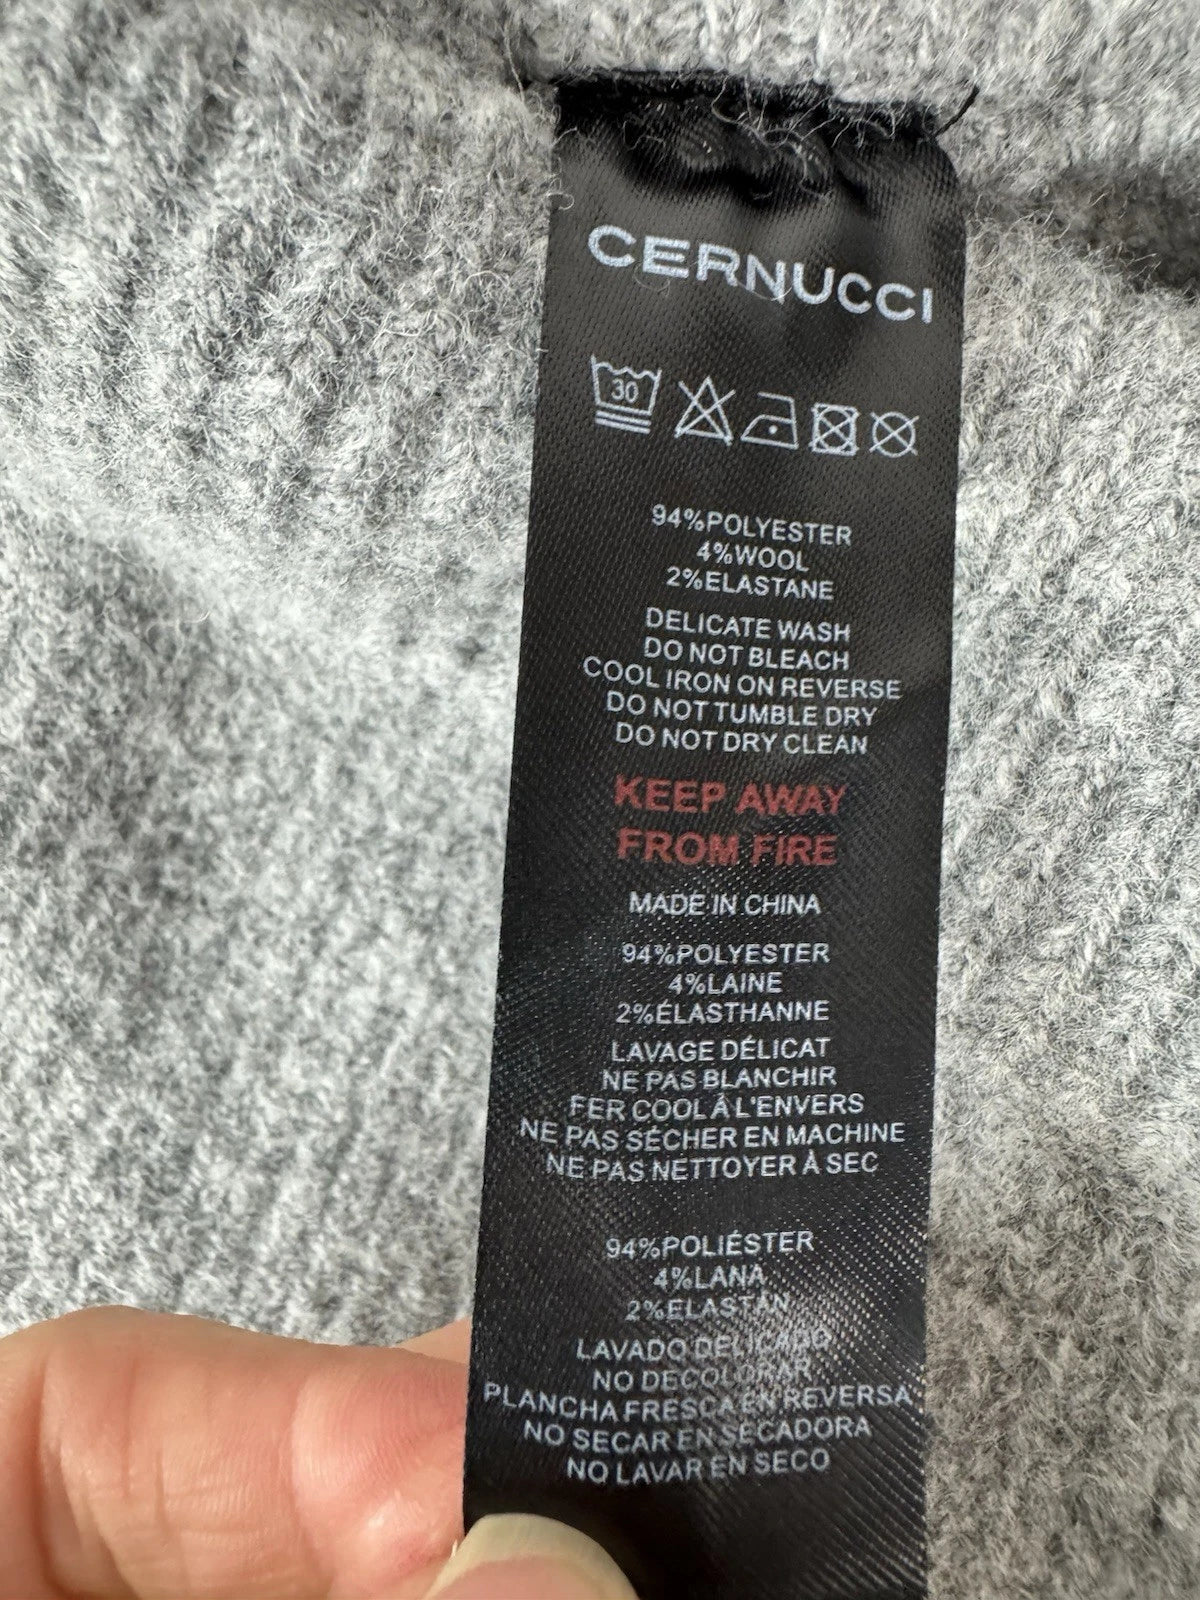 CERNUCCI
30
94%POLYESTER
4%WOOL
2%ELASTANE
DELICATE WASH
DO NOT BLEACH
COOL IRON ON REVERSE
DO NOT TUMBLE DRY
DO NOT DRY CLEAN
KEEP AWAY
FROM FIRE
MADE IN CHINA
94%POLYESTER
4%LAINE
2%ÉLASTHANNE
LAVAGE DÉLICAT
NE PAS BLANCHIR
FER COOL À L'ENVERS
NE PAS SÉCHER EN MACHINE
NE PAS NETTOYER À SEC
94%POLIÉSTER
4%LANA
2%ELASTÁN
LAVADO DELICADO
NO DECOLORAR
PLANCHA FRESCA EN REVERSA
NO SECAR EN SECADORA
NO LAVAR EN SECO